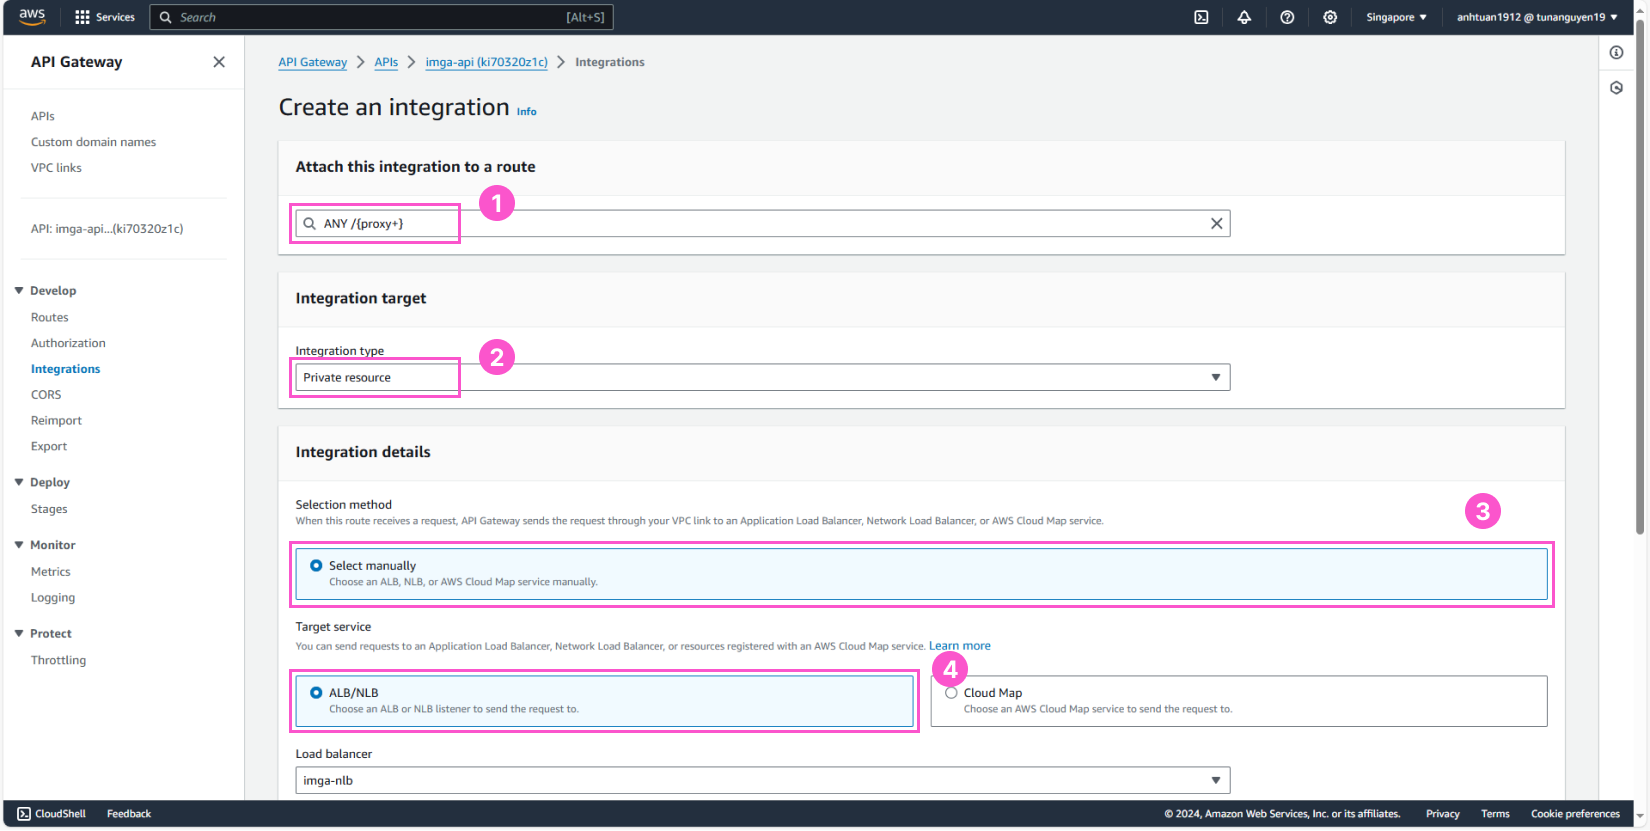 aws
Services
Search
[Alt+S]
Singapore ▼
anhtuan1912 @ tunanguyen19 ▼
API Gateway
APIs
Custom domain names
VPC links
API: imga-api...(ki70320z1c)
Develop
Routes
Authorization
Integrations
CORS
Reimport
Export
Deploy
Stages
Monitor
Metrics
Logging
Protect
Throttling
API Gateway > APIs > imga-api (ki70320z1c) > Integrations
Create an integration Info
Attach this integration to a route
1
ANY /{proxy+}
Integration target
Integration type
2
Private resource
Integration details
Selection method
When this route receives a request, API Gateway sends the request through your VPC link to an Application Load Balancer, Network Load Balancer, or AWS Cloud Map service.
3
Select manually
Choose an ALB, NLB, or AWS Cloud Map service manually.
Target service
You can send requests to an Application Load Balancer, Network Load Balancer, or resources registered with an AWS Cloud Map service. Learn more
4
ALB/NLB
Choose an ALB or NLB listener to send the request to.
Cloud Map
Choose an AWS Cloud Map service to send the request to.
Load balancer
imga-nlb
CloudShell
Feedback
© 2024, Amazon Web Services, Inc. or its affiliates.
Privacy
Terms
Cookie preferences